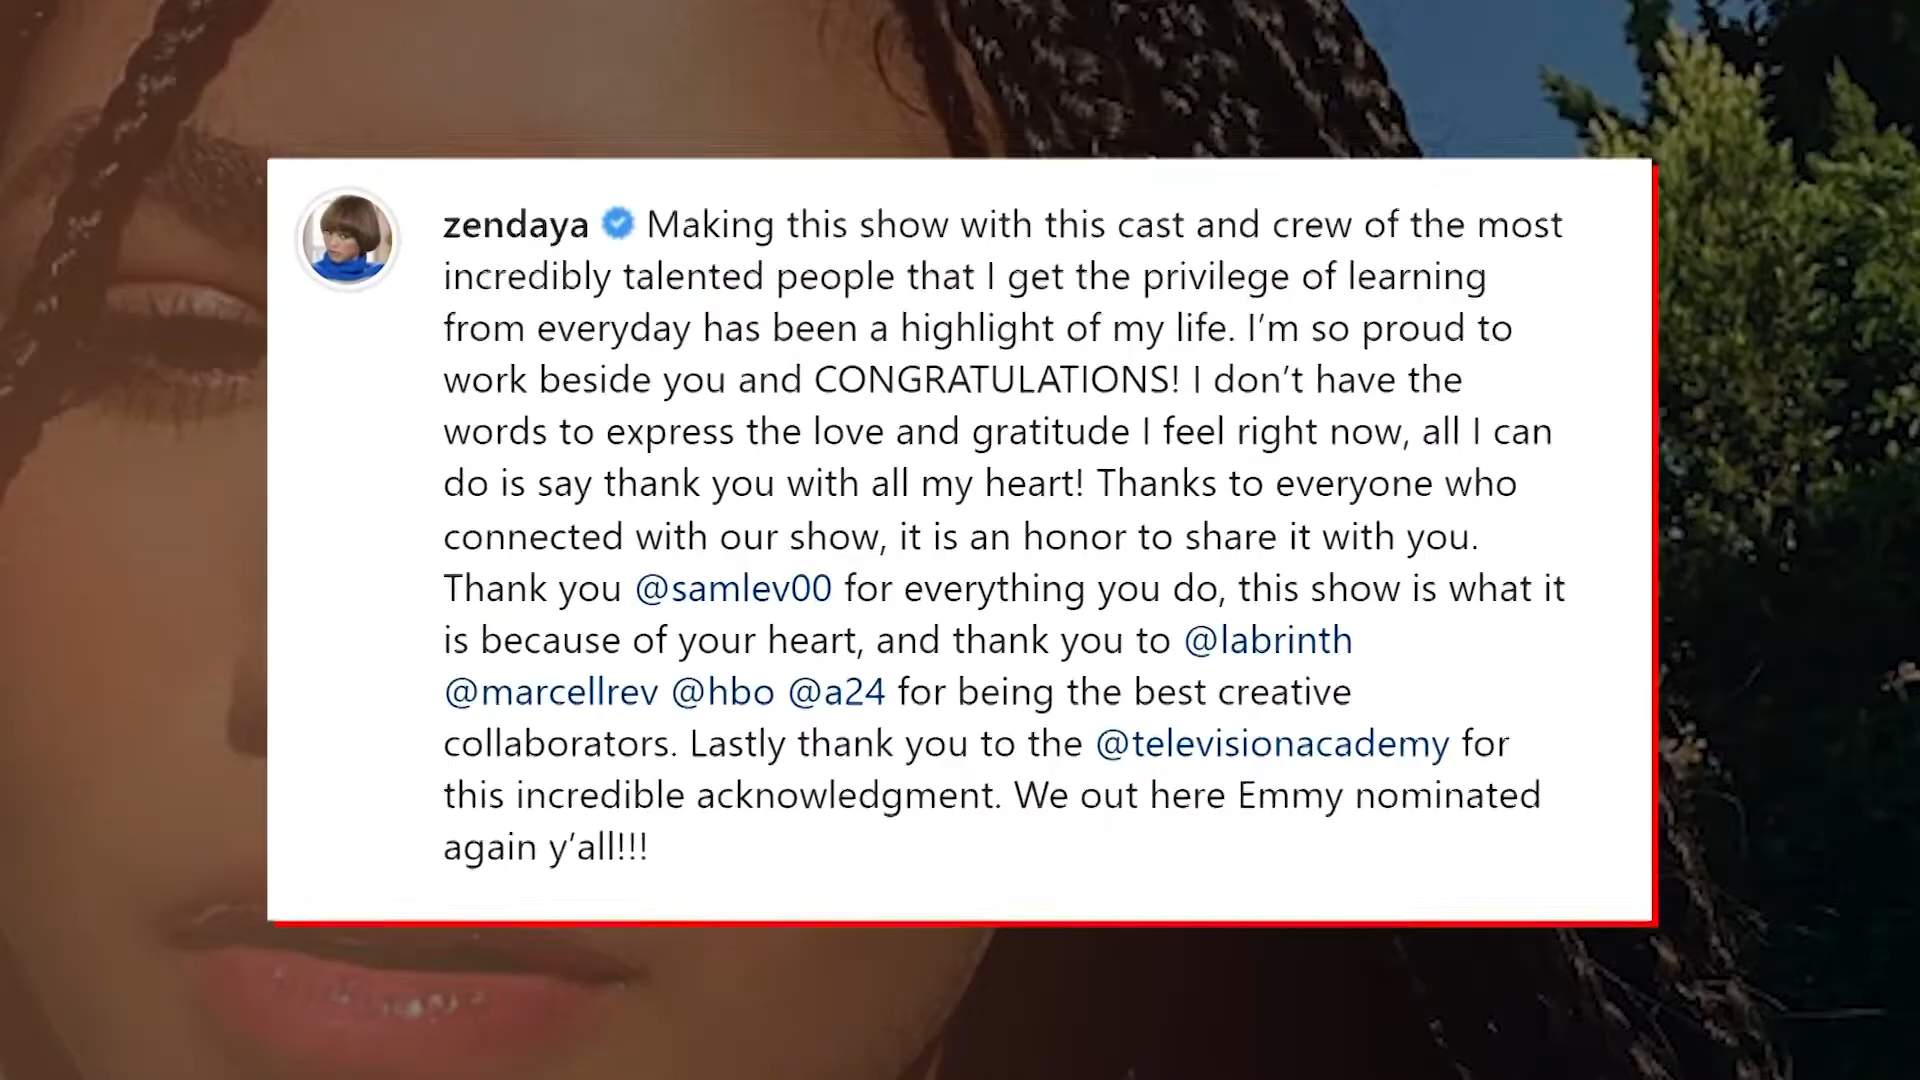 zendaya Making this show with this cast and crew of the most
incredibly talented people that I get the privilege of learning
from everyday has been a highlight of my life. I’m so proud to
work beside you and CONGRATULATIONS! I don’t have the
words to express the love and gratitude I feel right now, all I can
do is say thank you with all my heart! Thanks to everyone who
connected with our show, it is an honor to share it with you.
Thank you @samlev00 for everything you do, this show is what it
is because of your heart, and thank you to @labrinth
@marcellrev @hbo @a24 for being the best creative
collaborators. Lastly thank you to the @televisionacademy for
this incredible acknowledgment. We out here Emmy nominated
again y’all!!!